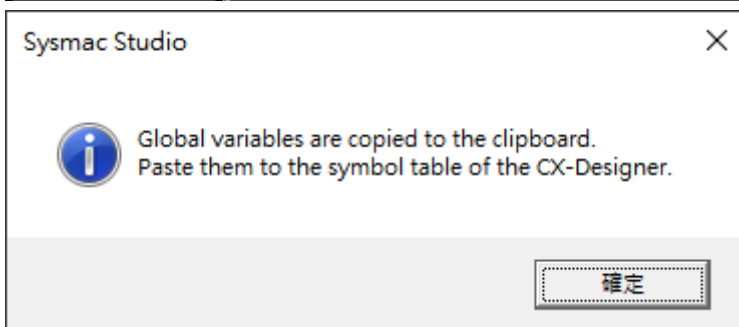 Sysmac Studio
Global variables are copied to the clipboard.
Paste them to the symbol table of the CX-Designer.
確定